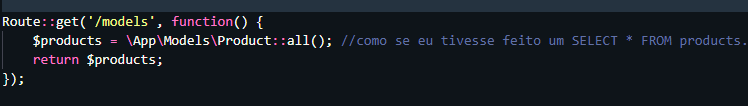 Route::get('/models', function() {
    $products = \App\Models\Product::all(); //como se eu tivesse feito um SELECT * FROM products.
    return $products;
});